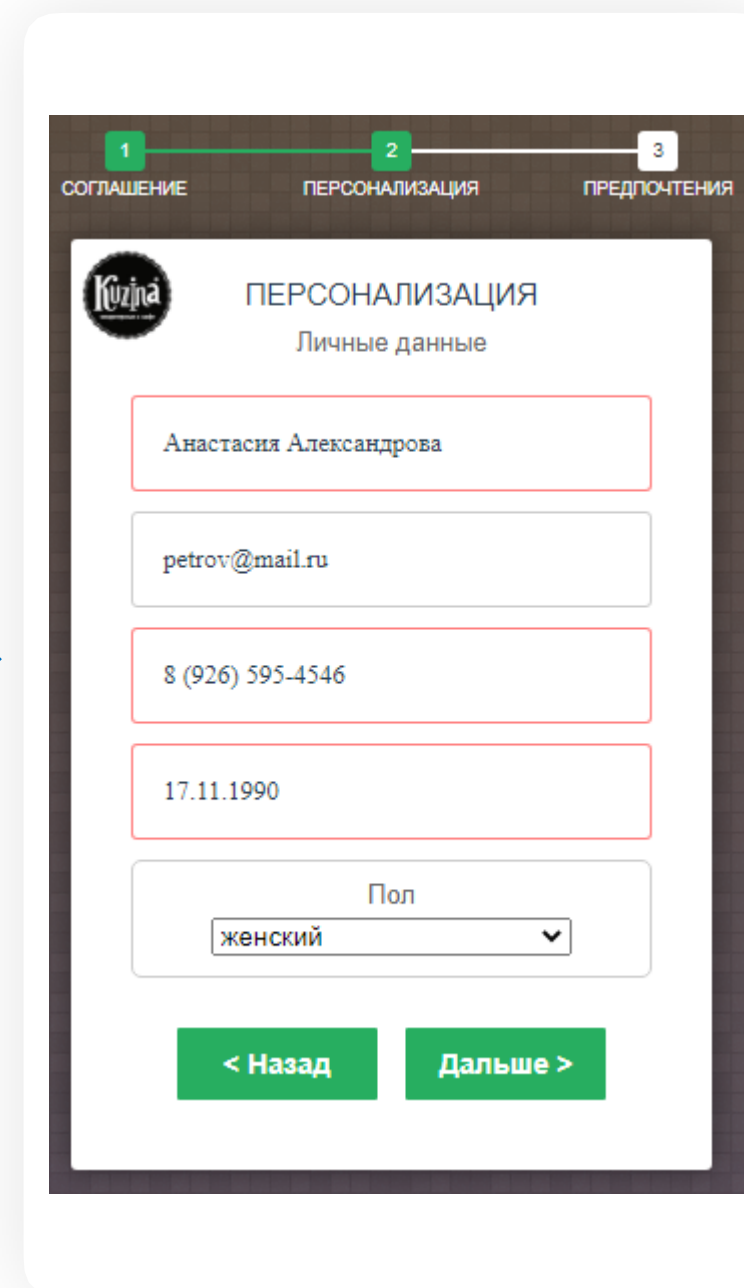 1 2 3
СОГЛАШЕНИЕ ПЕРСОНАЛИЗАЦИЯ ПРЕДПОЧТЕНИЯ
Kuzina
ПЕРСОНАЛИЗАЦИЯ
Личные данные
Анастасия Александрова
petrov@mail.ru
8 (926) 595-4546
17.11.1990
Пол
женский
< Назад Дальше >